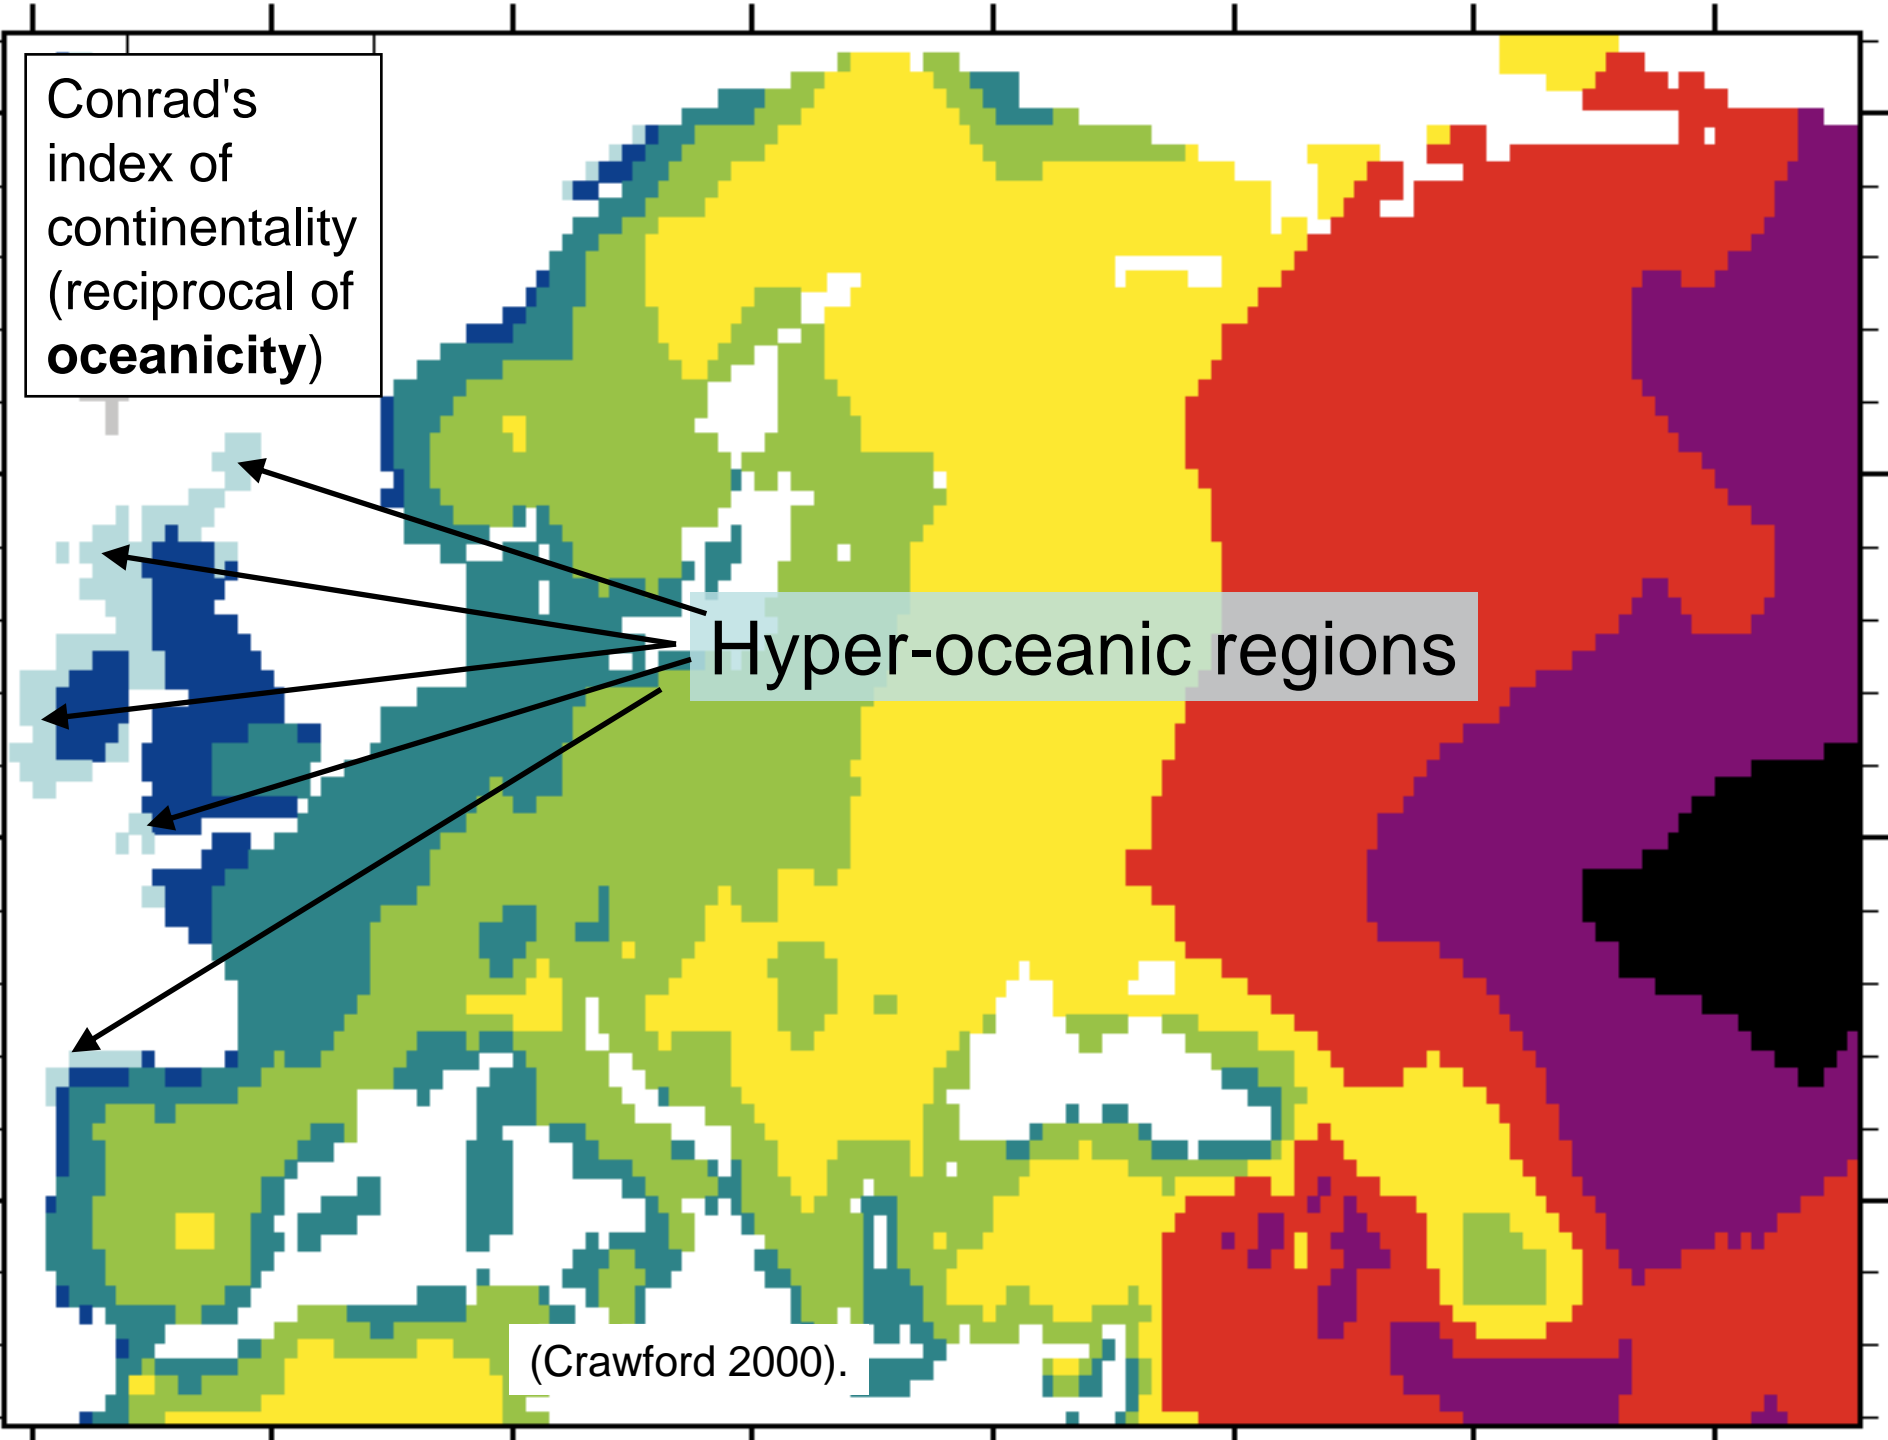 Conrad's
index of
continentality
(reciprocal of
oceanicity)
Hyper-oceanic regions
(Crawford 2000).